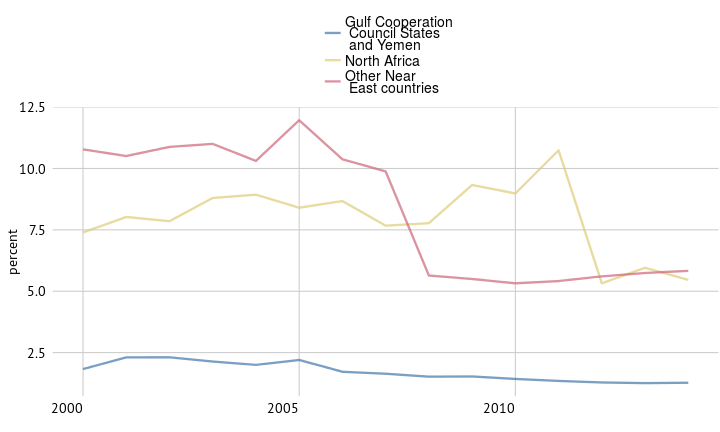 Gulf Cooperation
Council States
and Yemen
North Africa
Other Near
East countries
12.5
10.0
7.5
5.0
2.5
percent
2000
2005
2010